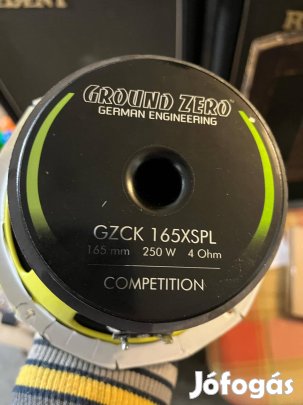 GROUND ZERO
GERMAN ENGINEERING
GZCK 165XSPL
165 mm 250 W 4 Ohm
COMPETITION
Jófogás